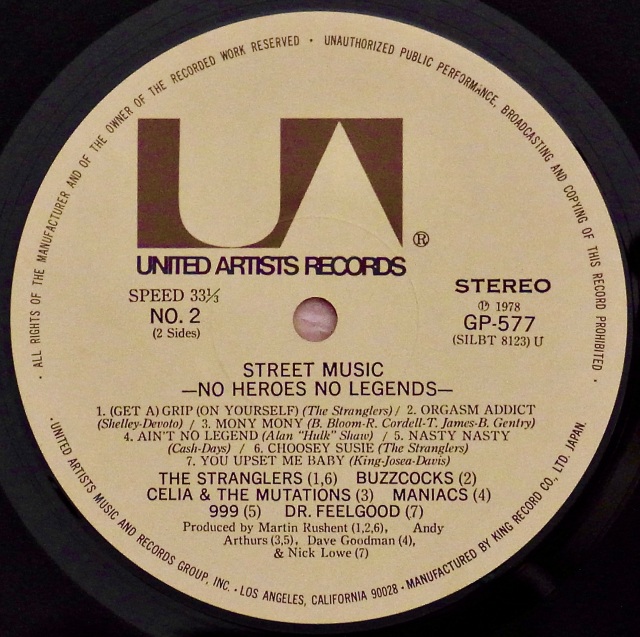 · ALL RIGHTS OF THE MANUFACTURER AND OF THE OWNER OF THE RECORDED WORK RESERVED · UNAUTHORIZED PUBLIC PERFORMANCE, BROADCASTING AND COPYING OF THIS RECORD PROHIBITED ·
UA ®
UNITED ARTISTS RECORDS
SPEED 33⅓
NO. 2
(2 Sides)
STEREO
Ⓟ 1978
GP-577
(SILBT 8123) U
STREET MUSIC
—NO HEROES NO LEGENDS—
1. (GET A) GRIP (ON YOURSELF) (The Stranglers) / 2. ORGASM ADDICT
(Shelley-Devoto) / 3. MONY MONY (B. Bloom-R. Cordell-T. James-B. Gentry)
4. AIN'T NO LEGEND (Alan "Hulk" Shaw) / 5. NASTY NASTY
(Cash-Days) / 6. CHOOSEY SUSIE (The Stranglers)
7. YOU UPSET ME BABY (King-Josea-Davis)
THE STRANGLERS (1,6) BUZZCOCKS (2)
CELIA & THE MUTATIONS (3) MANIACS (4)
999 (5) DR. FEELGOOD (7)
Produced by Martin Rushent (1,2,6), Andy
Arthurs (3,5), Dave Goodman (4),
& Nick Lowe (7)
· UNITED ARTISTS MUSIC AND RECORDS GROUP, INC. · LOS ANGELES, CALIFORNIA 90028 · MANUFACTURED BY KING RECORD CO., LTD. JAPAN.